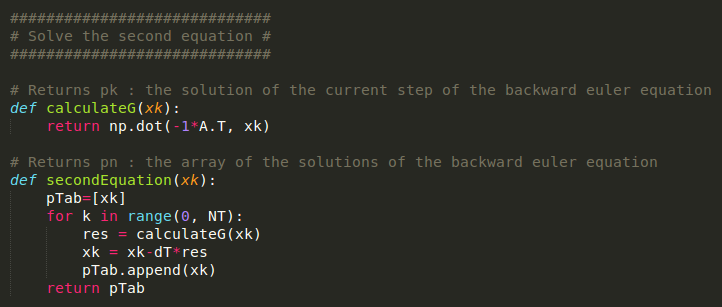 #############################
# Solve the second equation #
#############################
# Returns pk : the solution of the current step of the backward euler equation
def calculateG(xk):
    return np.dot(-1*A.T, xk)
# Returns pn : the array of the solutions of the backward euler equation
def secondEquation(xk):
    pTab=[xk]
    for k in range(0, NT):
        res = calculateG(xk)
        xk = xk-dT*res
        pTab.append(xk)
    return pTab